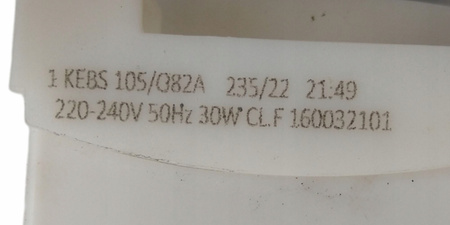 1 KEBS 105/082A 235/22 21:49
220-240V 50Hz 30W CL.F 160032101